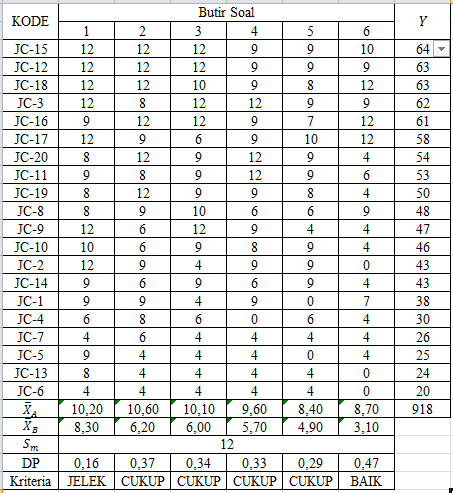 KODE Butir Soal Y
1 2 3 4 5 6
JC-15 12 12 12 9 9 10 64
JC-12 12 12 12 9 9 9 63
JC-18 12 12 10 9 8 12 63
JC-3 12 8 12 12 9 9 62
JC-16 9 12 12 9 7 12 61
JC-17 12 9 6 9 10 12 58
JC-20 8 12 9 12 9 4 54
JC-11 9 8 9 12 9 6 53
JC-19 8 12 9 9 8 4 50
JC-8 8 9 10 6 6 9 48
JC-9 12 6 12 9 4 4 47
JC-10 10 6 9 8 9 4 46
JC-2 12 9 4 9 9 0 43
JC-14 9 6 9 6 9 4 43
JC-1 9 9 4 9 0 7 38
JC-4 6 8 6 0 6 4 30
JC-7 4 6 4 4 4 4 26
JC-5 9 4 4 4 0 4 25
JC-13 8 4 4 4 4 0 24
JC-6 4 4 4 4 4 0 20
X̄A 10,20 10,60 10,10 9,60 8,40 8,70 918
X̄B 8,30 6,20 6,00 5,70 4,90 3,10
Sm 12
DP 0,16 0,37 0,34 0,33 0,29 0,47
Kriteria JELEK CUKUP CUKUP CUKUP CUKUP BAIK